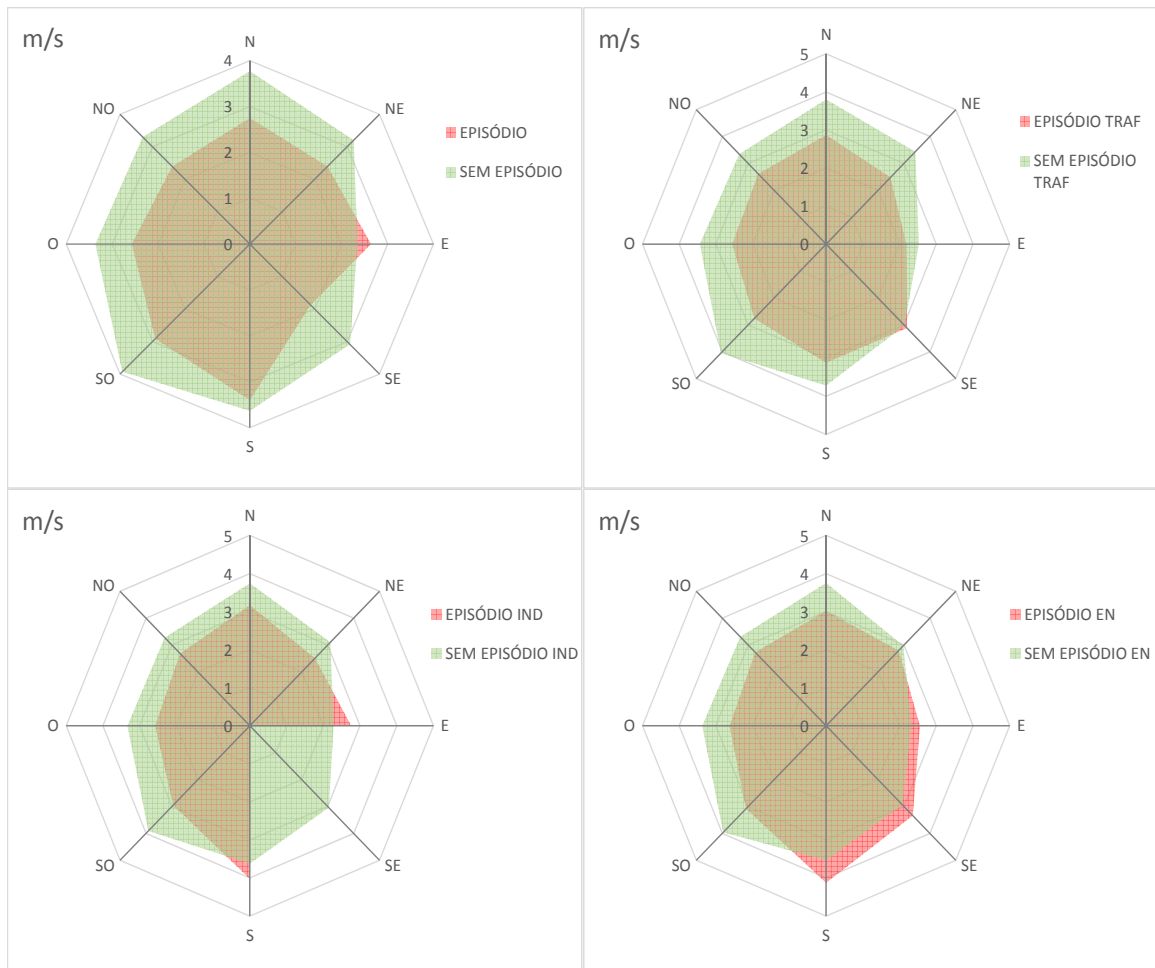 m/s
N
4
3
2
1
0
NO
NE
O
E
SO
SE
S
EPISÓDIO
SEM EPISÓDIO
m/s
N
5
4
3
2
1
0
NO
NE
O
E
SO
SE
S
EPISÓDIO TRAF
SEM EPISÓDIO
TRAF
m/s
N
5
4
3
2
1
0
NO
NE
O
E
SO
SE
S
EPISÓDIO IND
SEM EPISÓDIO IND
m/s
N
5
4
3
2
1
0
NO
NE
O
E
SO
SE
S
EPISÓDIO EN
SEM EPISÓDIO EN